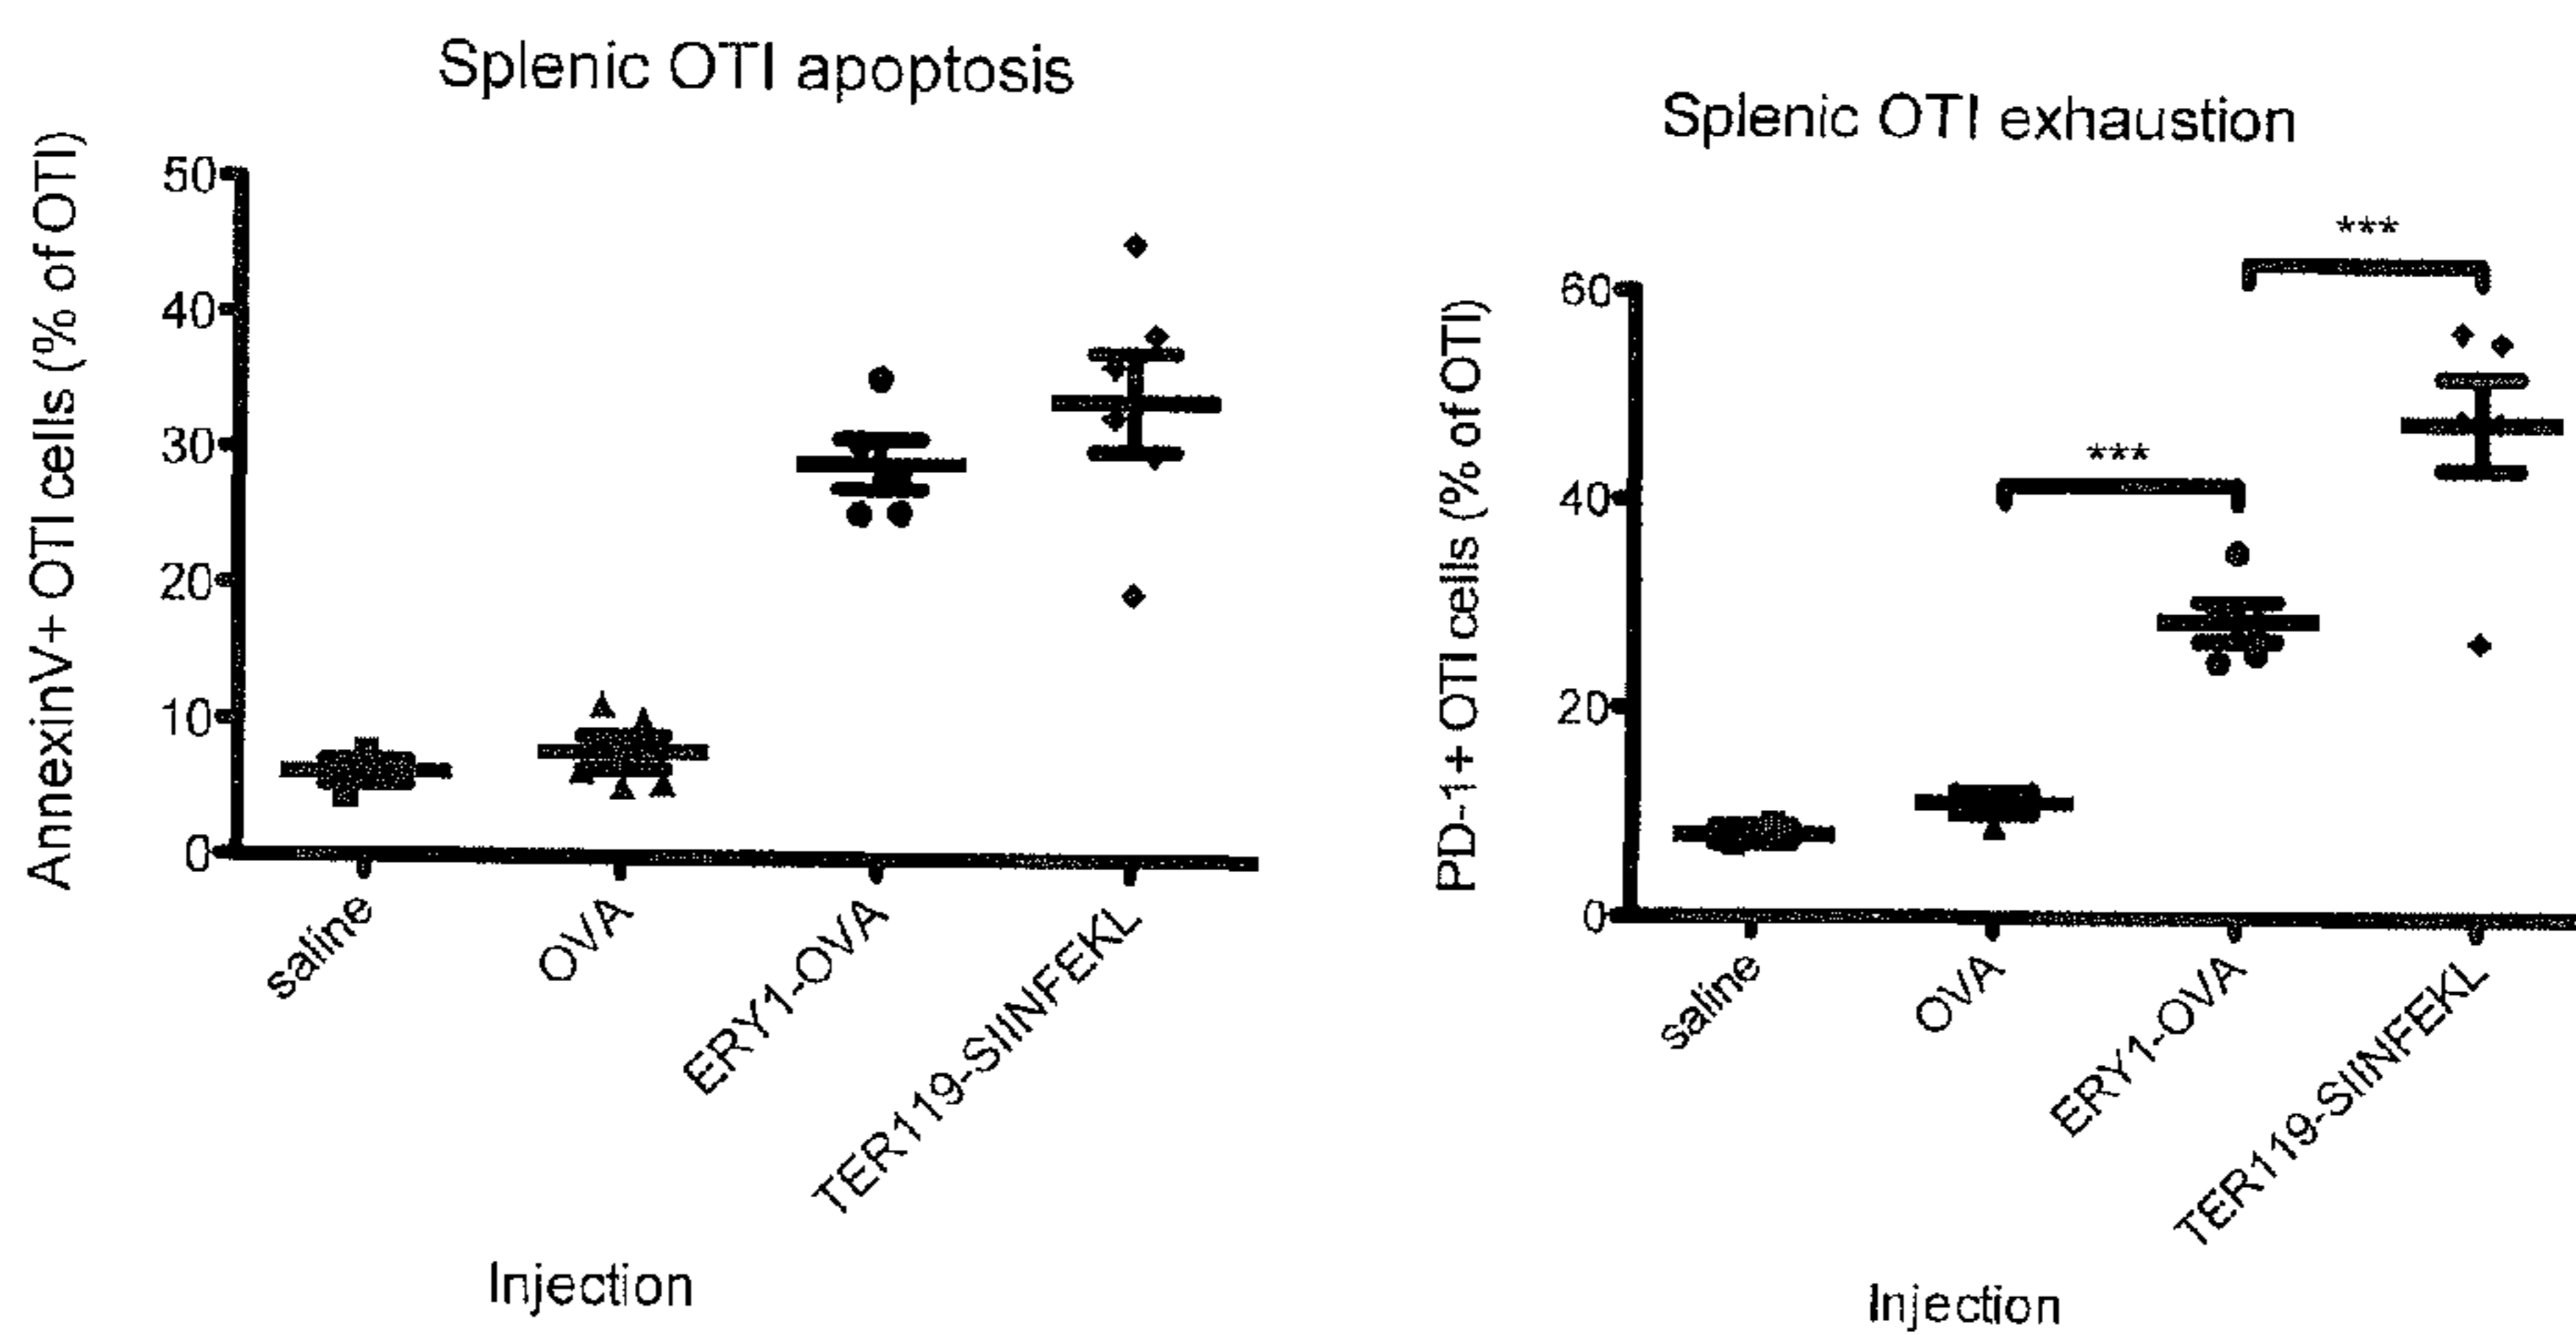 Splenic OTI apoptosis
AnnexinV+ OTI cells (% of OTI)
50
40
30
20
10
0
saline
OVA
ERY1-OVA
TER119-SIINFEKL
Injection
Splenic OTI exhaustion
PD-1+ OTI cells (% of OTI)
60
40
20
0
***
***
saline
OVA
ERY1-OVA
TER119-SIINFEKL
Injection